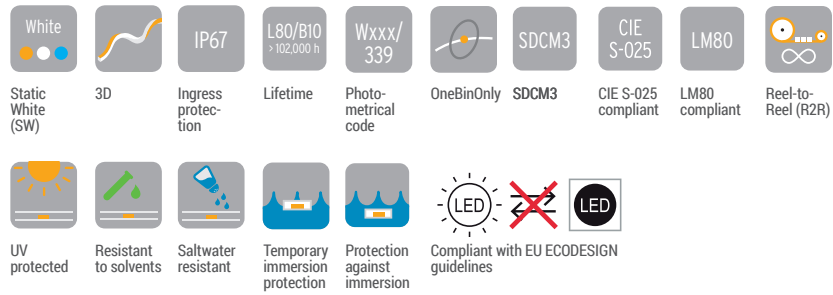 White
IP67
L80/B10
> 102,000 h
Wxxx/
339
SDCM3
CIE
S-025
LM80
Static
White
(SW)
3D
Ingress
protec-
tion
Lifetime
Photo-
metrical
code
OneBinOnly
SDCM3
CIE S-025
compliant
LM80
compliant
Reel-to-
Reel (R2R)
LED
LED
UV
protected
Resistant
to solvents
Saltwater
resistant
Temporary
immersion
protection
Protection
against
immersion
Compliant with EU ECODESIGN
guidelines